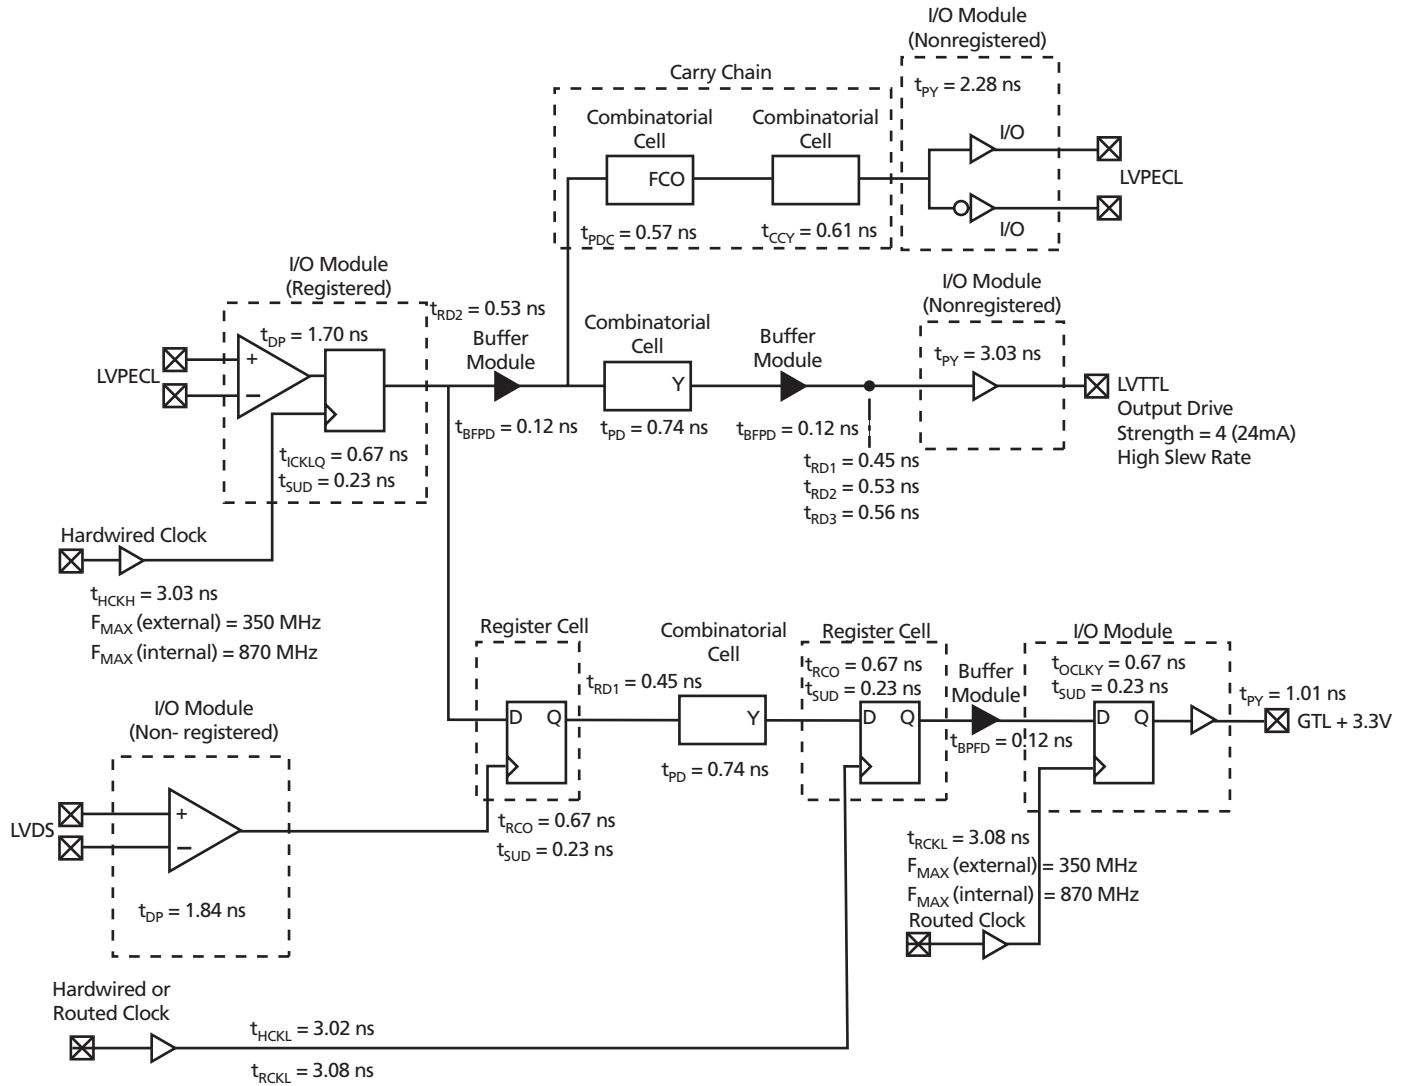 I/O Module
(Nonregistered)
t_PY = 2.28 ns
Carry Chain
Combinatorial
Cell
Combinatorial
Cell
FCO
I/O
I/O
LVPECL
t_PDC = 0.57 ns
t_CCY = 0.61 ns
I/O Module
(Registered)
t_DP = 1.70 ns
+
−
LVPECL
t_ICKLQ = 0.67 ns
t_SUD = 0.23 ns
t_RD2 = 0.53 ns
Buffer
Module
t_BFPD = 0.12 ns
Combinatorial
Cell
Y
t_PD = 0.74 ns
Buffer
Module
t_BFPD = 0.12 ns
t_RD1 = 0.45 ns
t_RD2 = 0.53 ns
t_RD3 = 0.56 ns
I/O Module
(Nonregistered)
t_PY = 3.03 ns
LVTTL
Output Drive
Strength = 4 (24mA)
High Slew Rate
Hardwired Clock
t_HCKH = 3.03 ns
F_MAX (external) = 350 MHz
F_MAX (internal) = 870 MHz
Register Cell
D
Q
t_RCO = 0.67 ns
t_SUD = 0.23 ns
t_RD1 = 0.45 ns
Combinatorial
Cell
Y
t_PD = 0.74 ns
Register Cell
t_RCO = 0.67 ns
t_SUD = 0.23 ns
D
Q
Buffer
Module
t_BPFD = 0.12 ns
I/O Module
t_OCLKY = 0.67 ns
t_SUD = 0.23 ns
D
Q
t_PY = 1.01 ns
GTL + 3.3V
I/O Module
(Non- registered)
LVDS
+
−
t_DP = 1.84 ns
t_RCKL = 3.08 ns
F_MAX (external) = 350 MHz
F_MAX (internal) = 870 MHz
Routed Clock
Hardwired or
Routed Clock
t_HCKL = 3.02 ns
t_RCKL = 3.08 ns